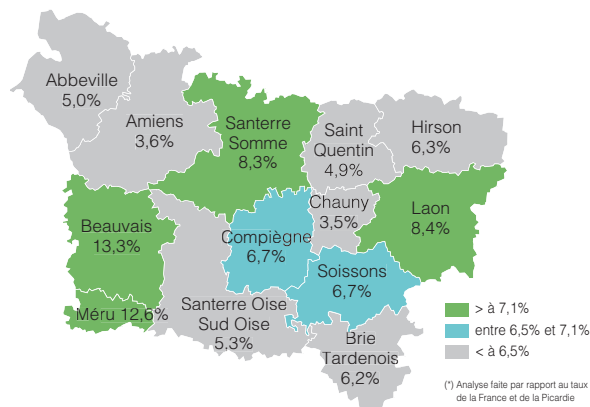 Abbeville
5,0%
Amiens
3,6%
Santerre
Somme
8,3%
Saint
Quentin
4,9%
Hirson
6,3%
Chauny
3,5%
Laon
8,4%
Beauvais
13,3%
Compiègne
6,7%
Soissons
6,7%
Méru 12,6%
Santerre Oise
Sud Oise
5,3%
Brie
Tardenois
6,2%
> à 7,1%
entre 6,5% et 7,1%
< à 6,5%
(*) Analyse faite par rapport au taux
de la France et de la Picardie